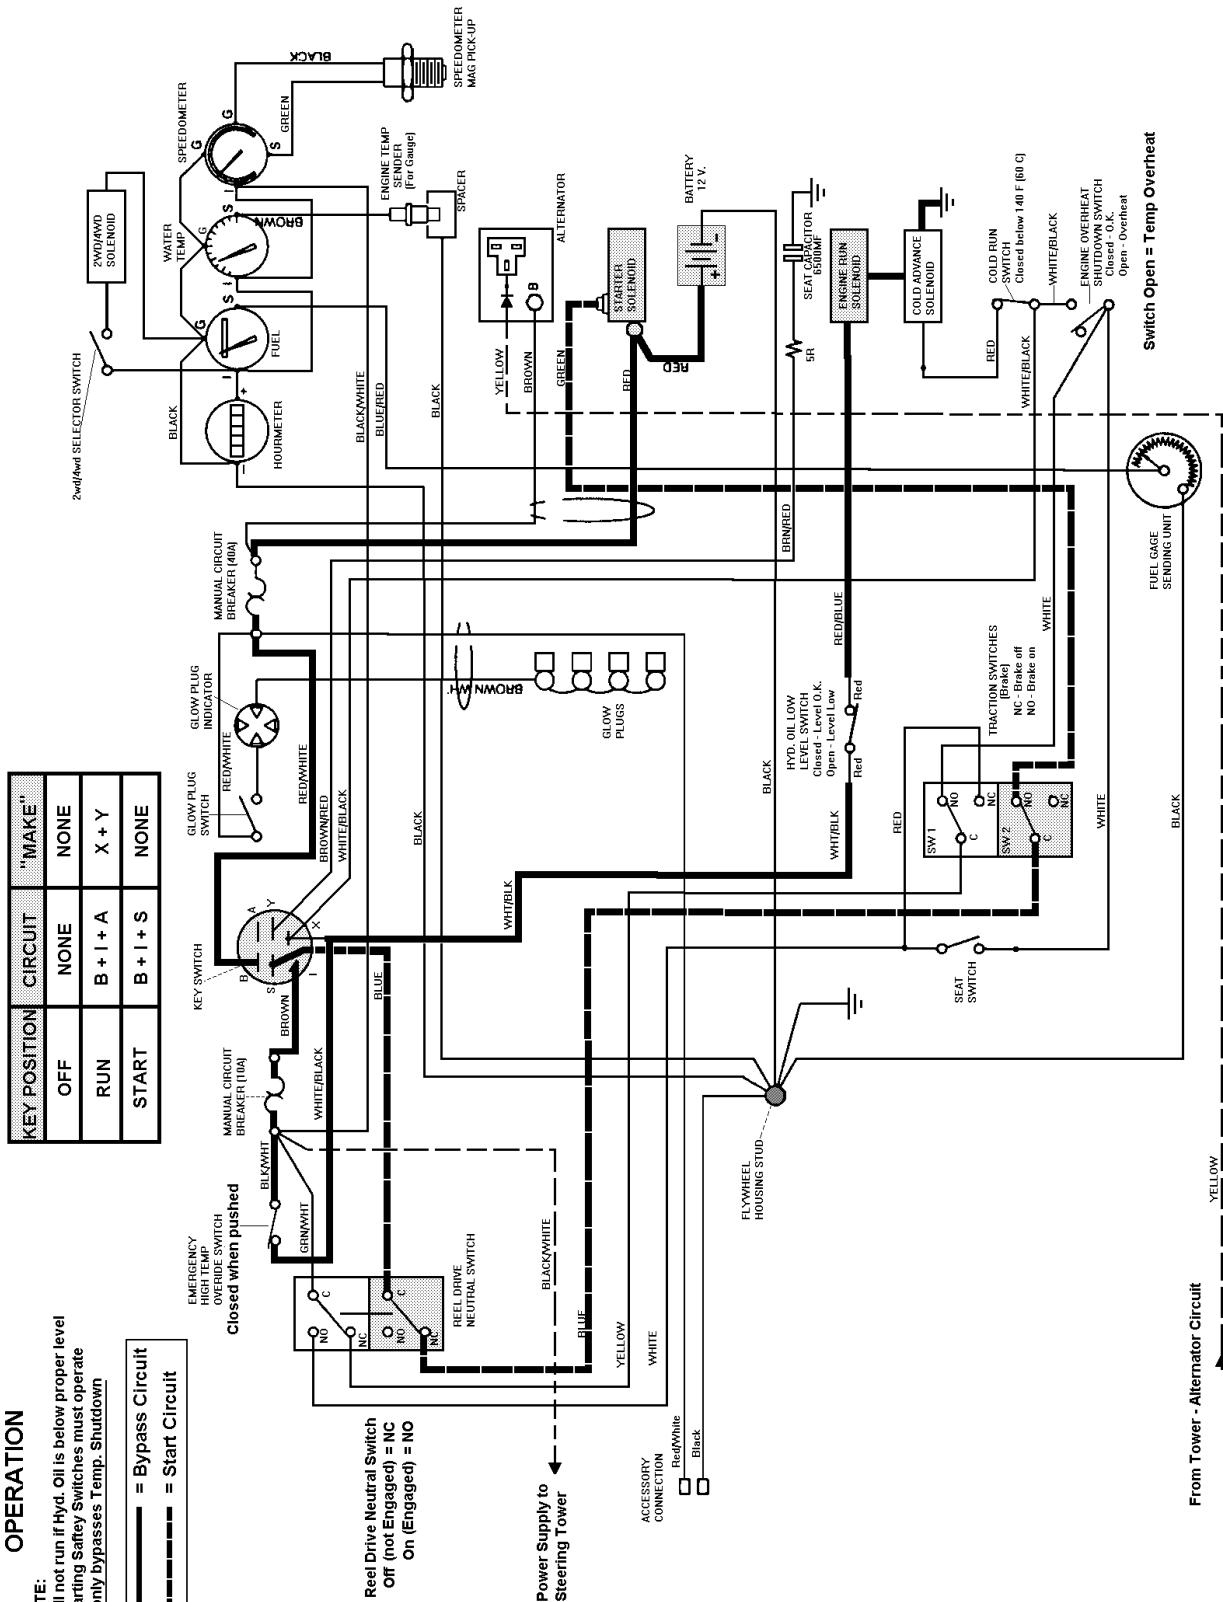 OPERATION
TE:
ll not run if Hyd. Oil is below proper level
arting Saftey Switches must operate
only bypasses Temp. Shutdown
= Bypass Circuit
= Start Circuit
KEY POSITION CIRCUIT "MAKE"
OFF NONE NONE
RUN B + I + A X + Y
START B + I + S NONE
2wd/4wd SELECTOR SWITCH
2WD/4WD
SOLENOID
SPEEDOMETER
G
G
S
I
BLACK
GREEN
SPEEDOMETER
MAG PICK-UP
WATER
TEMP
G
S
I
BROWN
ENGINE TEMP
SENDER
(For Gauge)
SPACER
FUEL
G
S
I
HOURMETER
+
−
BLACK
BLACK/WHITE
BLUE/RED
BLACK
YELLOW
BROWN
ALTERNATOR
B
GREEN
STARTER
SOLENOID
RED
RED
BATTERY
12 V.
+
-
SEAT CAPACITOR
6500MF
5R
ENGINE RUN
SOLENOID
COLD ADVANCE
SOLENOID
RED
COLD RUN
SWITCH
Closed below 140 F (60 C)
WHITE/BLACK
WHITE/BLACK
ENGINE OVERHEAT
SHUTDOWN SWITCH
Closed - O.K.
Open - Overheat
Switch Open = Temp Overheat
MANUAL CIRCUIT
BREAKER (40A)
GLOW PLUG
INDICATOR
GLOW PLUG
SWITCH
RED/WHITE
RED/WHITE
BROWN/RED
WHITE/BLACK
BROWN WH.
GLOW
PLUGS
BLACK
BRN/RED
BLACK
RED/BLUE
HYD. OIL LOW
LEVEL SWITCH
Closed - Level O.K.
Open - Level Low
Red
Red
WHT/BLK
WHT/BLK
WHITE
TRACTION SWITCHES
(Brake)
NC - Brake off
NO - Brake on
FUEL GAGE
SENDING UNIT
RED
SW 1
NO
NC
C
SW 2
NO
NC
C
WHITE
BLACK
SEAT
SWITCH
KEY SWITCH
B
A
Y
X
I
S
BROWN
BLUE
MANUAL CIRCUIT
BREAKER (10A)
WHITE/BLACK
BLK/WHT
GRN/WHT
EMERGENCY
HIGH TEMP
OVERIDE SWITCH
Closed when pushed
C
NO
NC
C
NO
NC
REEL DRIVE
NEUTRAL SWITCH
BLACK/WHITE
BLUE
YELLOW
WHITE
FLYWHEEL
HOUSING STUD
Reel Drive Neutral Switch
Off (not Engaged) = NC
On (Engaged) = NO
Power Supply to
Steering Tower
ACCESSORY
CONNECTION
Red/White
Black
YELLOW
From Tower - Alternator Circuit